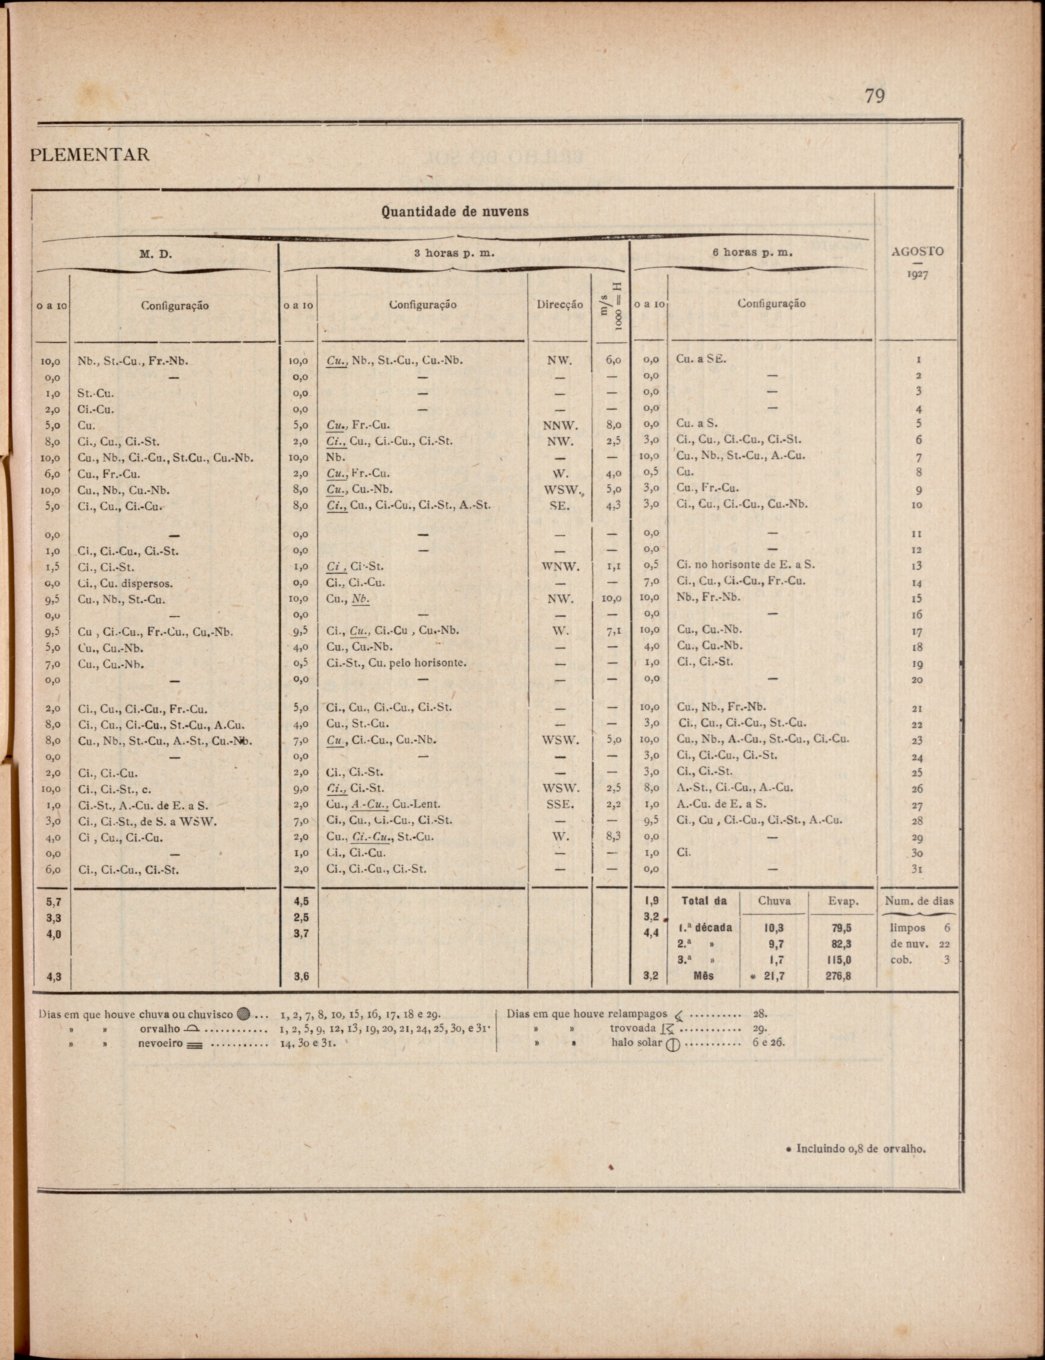 79
PLEMENTAR
Quantidade de nuvens
M. D. 3 horas p. m. 6 horas p. m. AGOSTO
1927
0 a 10 Configuração 0 a 10 Configuração Direcção m/s 1000 = H 0 a 10 Configuração
10,0 Nb., St.-Cu., Fr.-Nb. 10,0 Cu., Nb., St.-Cu., Cu.-Nb. NW. 6,0 0,0 Cu. a SE. 1
0,0 — 0,0 — — — 0,0 — 2
1,0 St.-Cu. 0,0 — — — 0,0 — 3
2,0 Ci.-Cu. 0,0 — — — 0,0 — 4
5,0 Cu. 5,0 Cu., Fr.-Cu. NNW. 8,0 0,0 Cu. a S. 5
8,0 Ci., Cu., Ci.-St. 2,0 Ci., Cu., Ci.-Cu., Ci.-St. NW. 2,5 3,0 Ci., Cu., Ci.-Cu., Ci.-St. 6
10,0 Cu., Nb., Ci.-Cu., St.Cu., Cu.-Nb. 10,0 Nb. — — 10,0 Cu., Nb., St.-Cu., A.-Cu. 7
6,0 Cu., Fr.-Cu. 2,0 Cu., Fr.-Cu. W. 4,0 0,5 Cu. 8
10,0 Cu., Nb., Cu.-Nb. 8,0 Cu., Cu.-Nb. WSW. 5,0 3,0 Cu., Fr.-Cu. 9
5,0 Ci., Cu., Ci.-Cu. 8,0 Ci., Cu., Ci.-Cu., Ci.-St., A.-St. SE. 4,3 3,0 Ci., Cu., Ci.-Cu., Cu.-Nb. 10
0,0 — 0,0 — — — 0,0 — 11
1,0 Ci., Ci.-Cu., Ci.-St. 0,0 — — — 0,0 — 12
1,5 Ci., Ci.-St. 1,0 Ci., Ci-St. WNW. 1,1 0,5 Ci. no horisonte de E. a S. 13
0,0 Ci., Cu. dispersos. 0,0 Ci., Ci.-Cu. — — 7,0 Ci., Cu., Ci.-Cu., Fr.-Cu. 14
9,5 Cu., Nb., St.-Cu. 10,0 Cu., Nb. NW. 10,0 10,0 Nb., Fr.-Nb. 15
0,0 — 0,0 — — — 0,0 — 16
9,5 Cu , Ci.-Cu., Fr.-Cu., Cu.-Nb. 9,5 Ci., Cu., Ci.-Cu , Cu.-Nb. W. 7,1 10,0 Cu., Cu.-Nb. 17
5,0 Cu., Cu.-Nb. 4,0 Cu., Cu.-Nb. — — 4,0 Cu., Cu.-Nb. 18
7,0 Cu., Cu.-Nb. 0,5 Ci.-St., Cu. pelo horisonte. — — 1,0 Ci., Ci.-St. 19
0,0 — 0,0 — — — 0,0 — 20
2,0 Ci., Cu., Ci.-Cu., Fr.-Cu. 5,0 Ci., Cu., Ci.-Cu., Ci.-St. — — 10,0 Cu., Nb., Fr.-Nb. 21
8,0 Ci., Cu., Ci.-Cu., St.-Cu., A.Cu. 4,0 Cu., St.-Cu. — — 3,0 Ci., Cu., Ci.-Cu., St.-Cu. 22
8,0 Cu., Nb., St.-Cu., A.-St., Cu.-Nb. 7,0 Cu., Ci.-Cu., Cu.-Nb. WSW. 5,0 10,0 Cu., Nb., A.-Cu., St.-Cu., Ci.-Cu. 23
0,0 — 0,0 — — — 3,0 Ci., Ci.-Cu., Ci.-St. 24
2,0 Ci., Ci.-Cu. 2,0 Ci., Ci.-St. — — 3,0 Ci., Ci.-St. 25
10,0 Ci., Ci.-St., c. 9,0 Ci., Ci.-St. WSW. 2,5 8,0 A.-St., Ci.-Cu., A.-Cu. 26
1,0 Ci.-St., A.-Cu. de E. a S. 2,0 Cu., A.-Cu., Cu.-Lent. SSE. 2,2 1,0 A.-Cu. de E. a S. 27
3,0 Ci., Ci.-St., de S. a WSW. 7,0 Ci., Cu., Ci.-Cu., Ci.-St. — — 9,5 Ci., Cu , Ci.-Cu., Ci.-St., A.-Cu. 28
4,0 Ci , Cu., Ci.-Cu. 2,0 Cu., Ci.-Cu., St.-Cu. W. 8,3 0,0 — 29
0,0 — 1,0 Ci., Ci.-Cu. — — 1,0 Ci. 30
6,0 Ci., Ci.-Cu., Ci.-St. 2,0 Ci., Ci.-Cu., Ci.-St. — — 0,0 — 31
5,7 4,5 1,9 Total da Chuva Evap. Num. de dias
3,3 2,5 3,2
4,0 3,7 4,4 1.ª década 10,3 79,5 limpos 6
2.ª » 9,7 82,3 de nuv. 22
3.ª » 1,7 115,0 cob. 3
4,3 3,6 3,2 Mês * 21,7 276,8
Dias em que houve chuva ou chuvisco ... 1, 2, 7, 8, 10, 15, 16, 17, 18 e 29. Dias em que houve relampagos .......... 28.
» » orvalho ............ 1, 2, 5, 9, 12, 13, 19, 20, 21, 24, 25, 30, e 31. » » trovoada ............ 29.
» » nevoeiro ........... 14, 30 e 31. » » halo solar ........... 6 e 26.
* Incluindo 0,8 de orvalho.